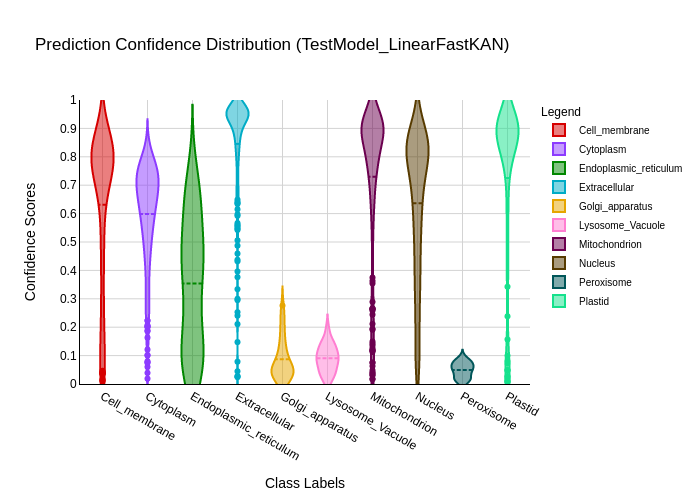 Prediction Confidence Distribution (TestModel_LinearFastKAN)
Legend
Cell_membrane
Cytoplasm
Endoplasmic_reticulum
Extracellular
Golgi_apparatus
Lysosome_Vacuole
Mitochondrion
Nucleus
Peroxisome
Plastid
Confidence Scores
1
0.9
0.8
0.7
0.6
0.5
0.4
0.3
0.2
0.1
0
Cell_membrane
Cytoplasm
Endoplasmic_reticulum
Extracellular
Golgi_apparatus
Lysosome_Vacuole
Mitochondrion
Nucleus
Peroxisome
Plastid
Class Labels